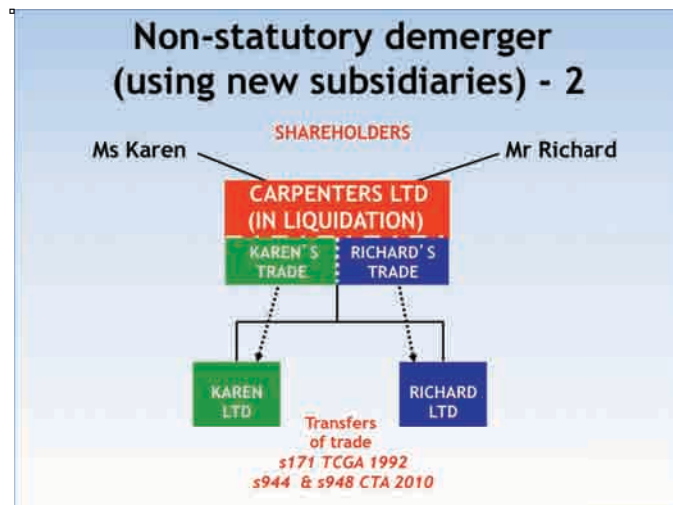 Non-statutory demerger
(using new subsidiaries) - 2
SHAREHOLDERS
Ms Karen
Mr Richard
CARPENTERS LTD
(IN LIQUIDATION)
KAREN'S
TRADE
RICHARD'S
TRADE
KAREN
LTD
RICHARD
LTD
Transfers
of trade
s171 TCGA 1992
s944 & s948 CTA 2010